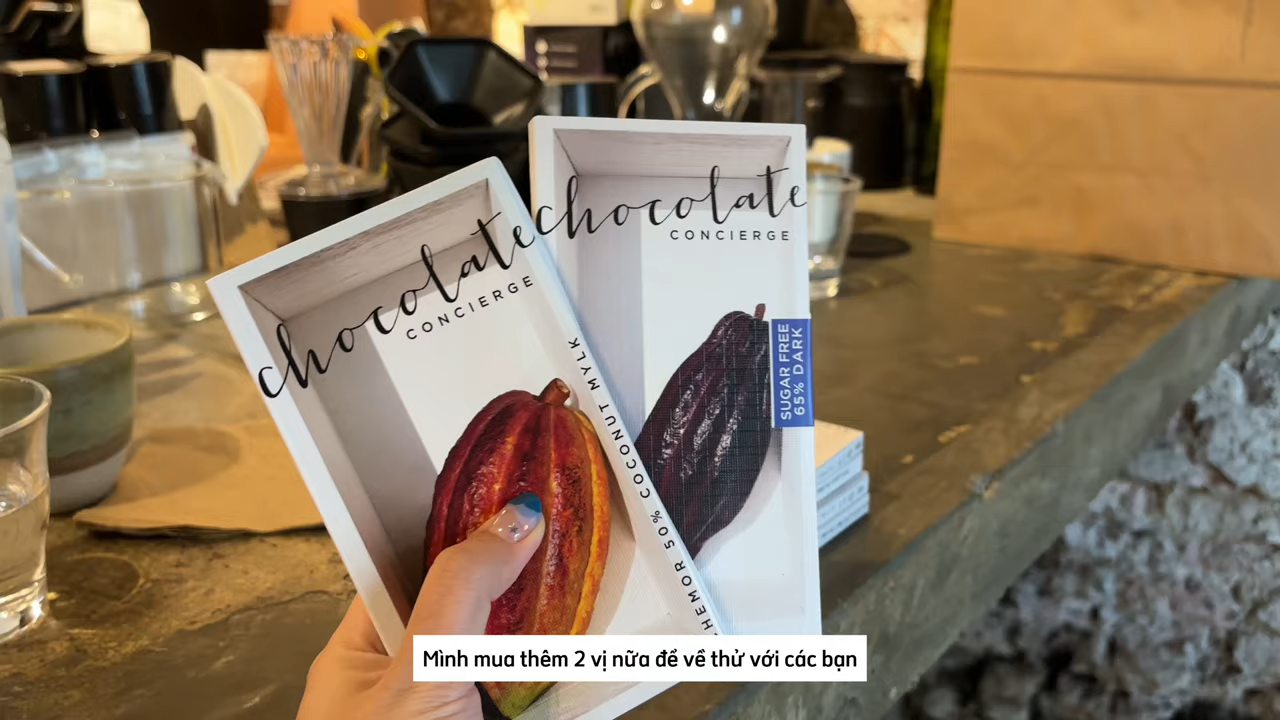 chocolate
CONCIERGE
HEMOR 50% COCONUT MYLK
chocolate
CONCIERGE
SUGAR FREE
65% DARK
Mình mua thêm 2 vị nữa để về thử với các bạn